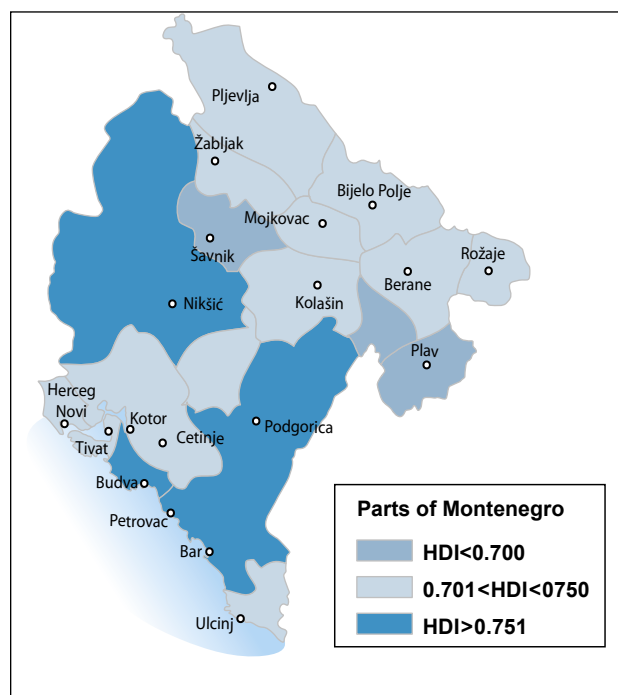 Pljevlja
Žabljak
Bijelo Polje
Mojkovac
Šavnik
Rožaje
Berane
Kolašin
Nikšić
Plav
Herceg
Novi
Kotor
Podgorica
Cetinje
Tivat
Budva
Petrovac
Bar
Ulcinj
Parts of Montenegro
HDI<0.700
0.701<HDI<0750
HDI>0.751